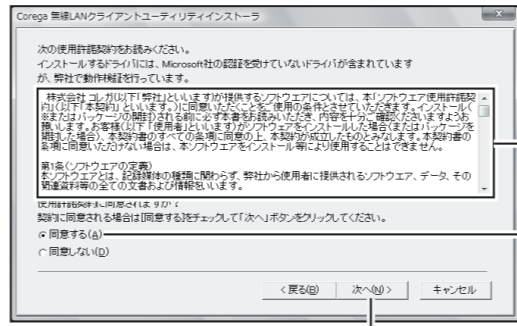 Corega 無線LANクライアントユーティリティインストーラ
次の使用許諾契約をお読みください。
インストールするドライバには、Microsoft社の認証を受けていないドライバが含まれています
が、弊社で動作検証を行っています。
株式会社 コレガ(以下「弊社」といいます)が提供するソフトウェアについては、本「ソフトウェア使用許諾契
約」(以下「本契約」といいます。)に同意いただくことをご使用の条件とさせていただきます。インストール(
※またはパッケージの開封)される前に必ず本書をお読みいただき、内容を十分ご確認くださいますようお
願いします。お客様(以下「使用者」といいます)がソフトウェアをインストールした場合(またはパッケージを
開封した場合)、本契約書のすべての条項に同意の上、本契約が成立したものとみなします。本契約書の
条項に同意いただけない場合は、本ソフトウェアをインストール等により使用することはできません。
第1条(ソフトウェアの定義)
本ソフトウェアとは、記録媒体の種類に関わらず、弊社から使用者に提供されるソフトウェア、データ、その
関連資料等の全ての文書および情報をいいます。
使用許諾契約に同意されますか?
契約に同意される場合は[同意する]をチェックして「次へ」ボタンをクリックしてください。
同意する(A)
同意しない(D)
< 戻る(B) 次へ(N) > キャンセル